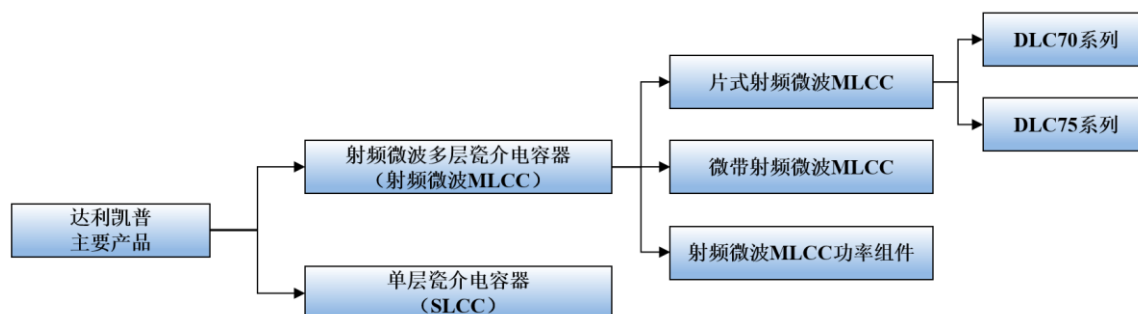 达利凯普
主要产品
射频微波多层瓷介电容器
（射频微波MLCC）
单层瓷介电容器
（SLCC）
片式射频微波MLCC
微带射频微波MLCC
射频微波MLCC功率组件
DLC70系列
DLC75系列